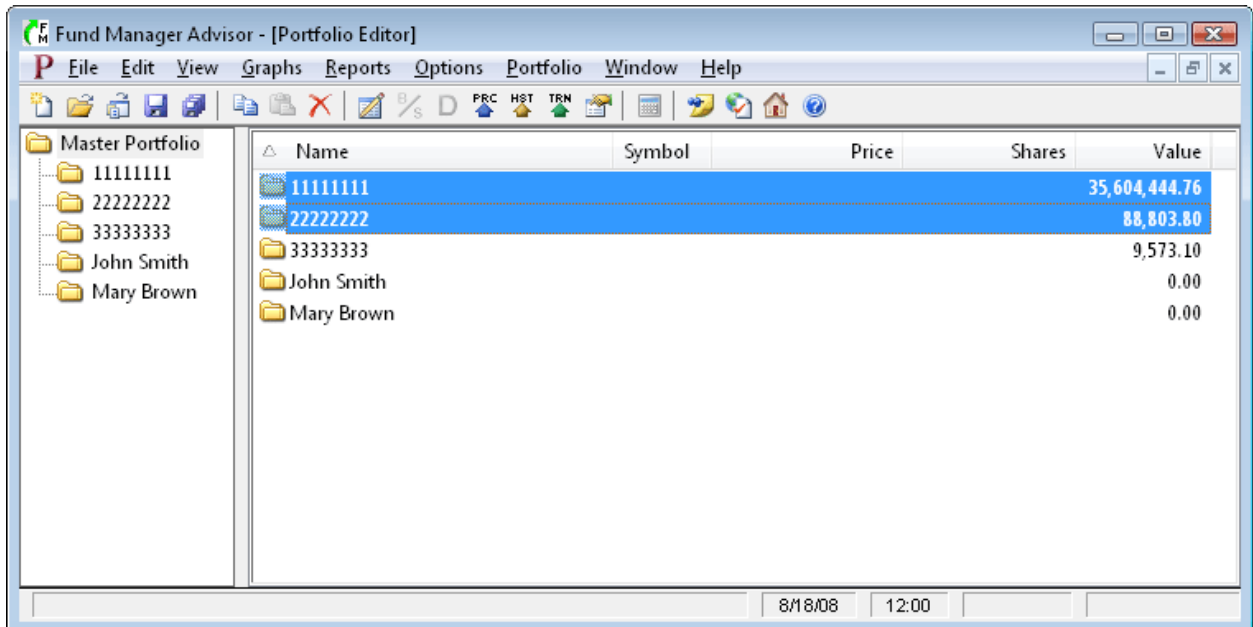 Fund Manager Advisor - [Portfolio Editor]
P File Edit View Graphs Reports Options Portfolio Window Help
B/S D PRC HST TRN
Master Portfolio
11111111
22222222
33333333
John Smith
Mary Brown
Name Symbol Price Shares Value
11111111 35,604,444.76
22222222 88,803.80
33333333 9,573.10
John Smith 0.00
Mary Brown 0.00
8/18/08 12:00